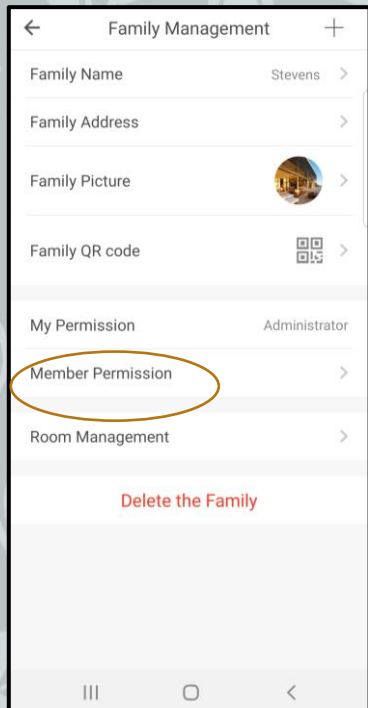 Family Management
Family Name Stevens
Family Address
Family Picture
Family QR code
My Permission Administrator
Member Permission
Room Management
Delete the Family